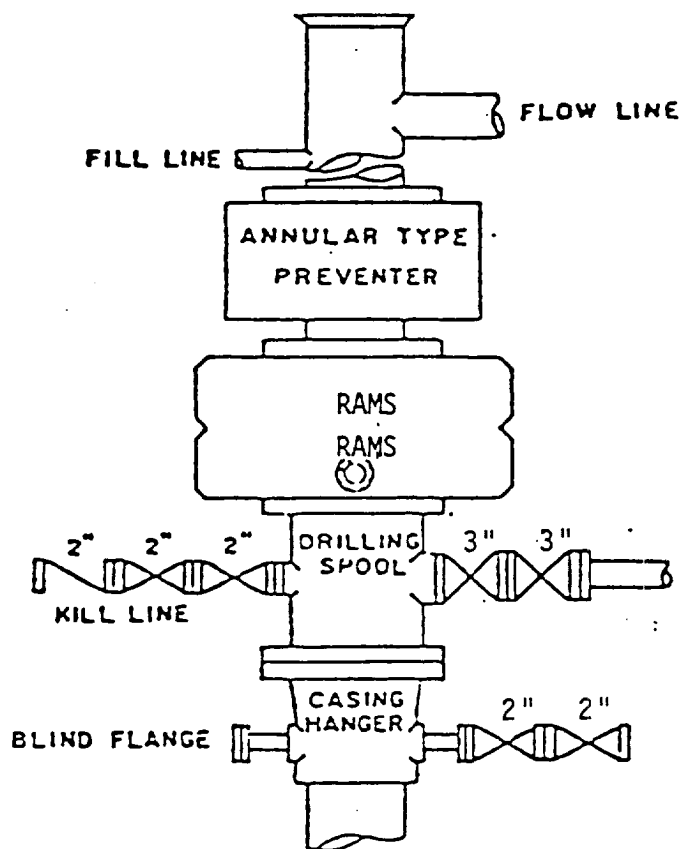 FLOW LINE
FILL LINE
ANNULAR TYPE
PREVENTER
RAMS
RAMS
2" 2" 2"
DRILLING
SPOOL
3" 3"
KILL LINE
CASING
HANGER
2" 2"
BLIND FLANGE